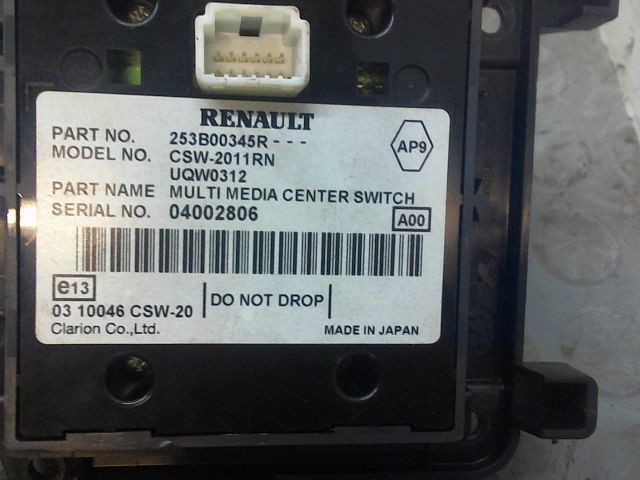 RENAULT
PART NO. 253B00345R - - -
MODEL NO. CSW-2011RN
AP9
UQW0312
PART NAME MULTI MEDIA CENTER SWITCH
SERIAL NO. 04002806
A00
e13
DO NOT DROP
03 10046 CSW-20
Clarion Co.,Ltd.
MADE IN JAPAN